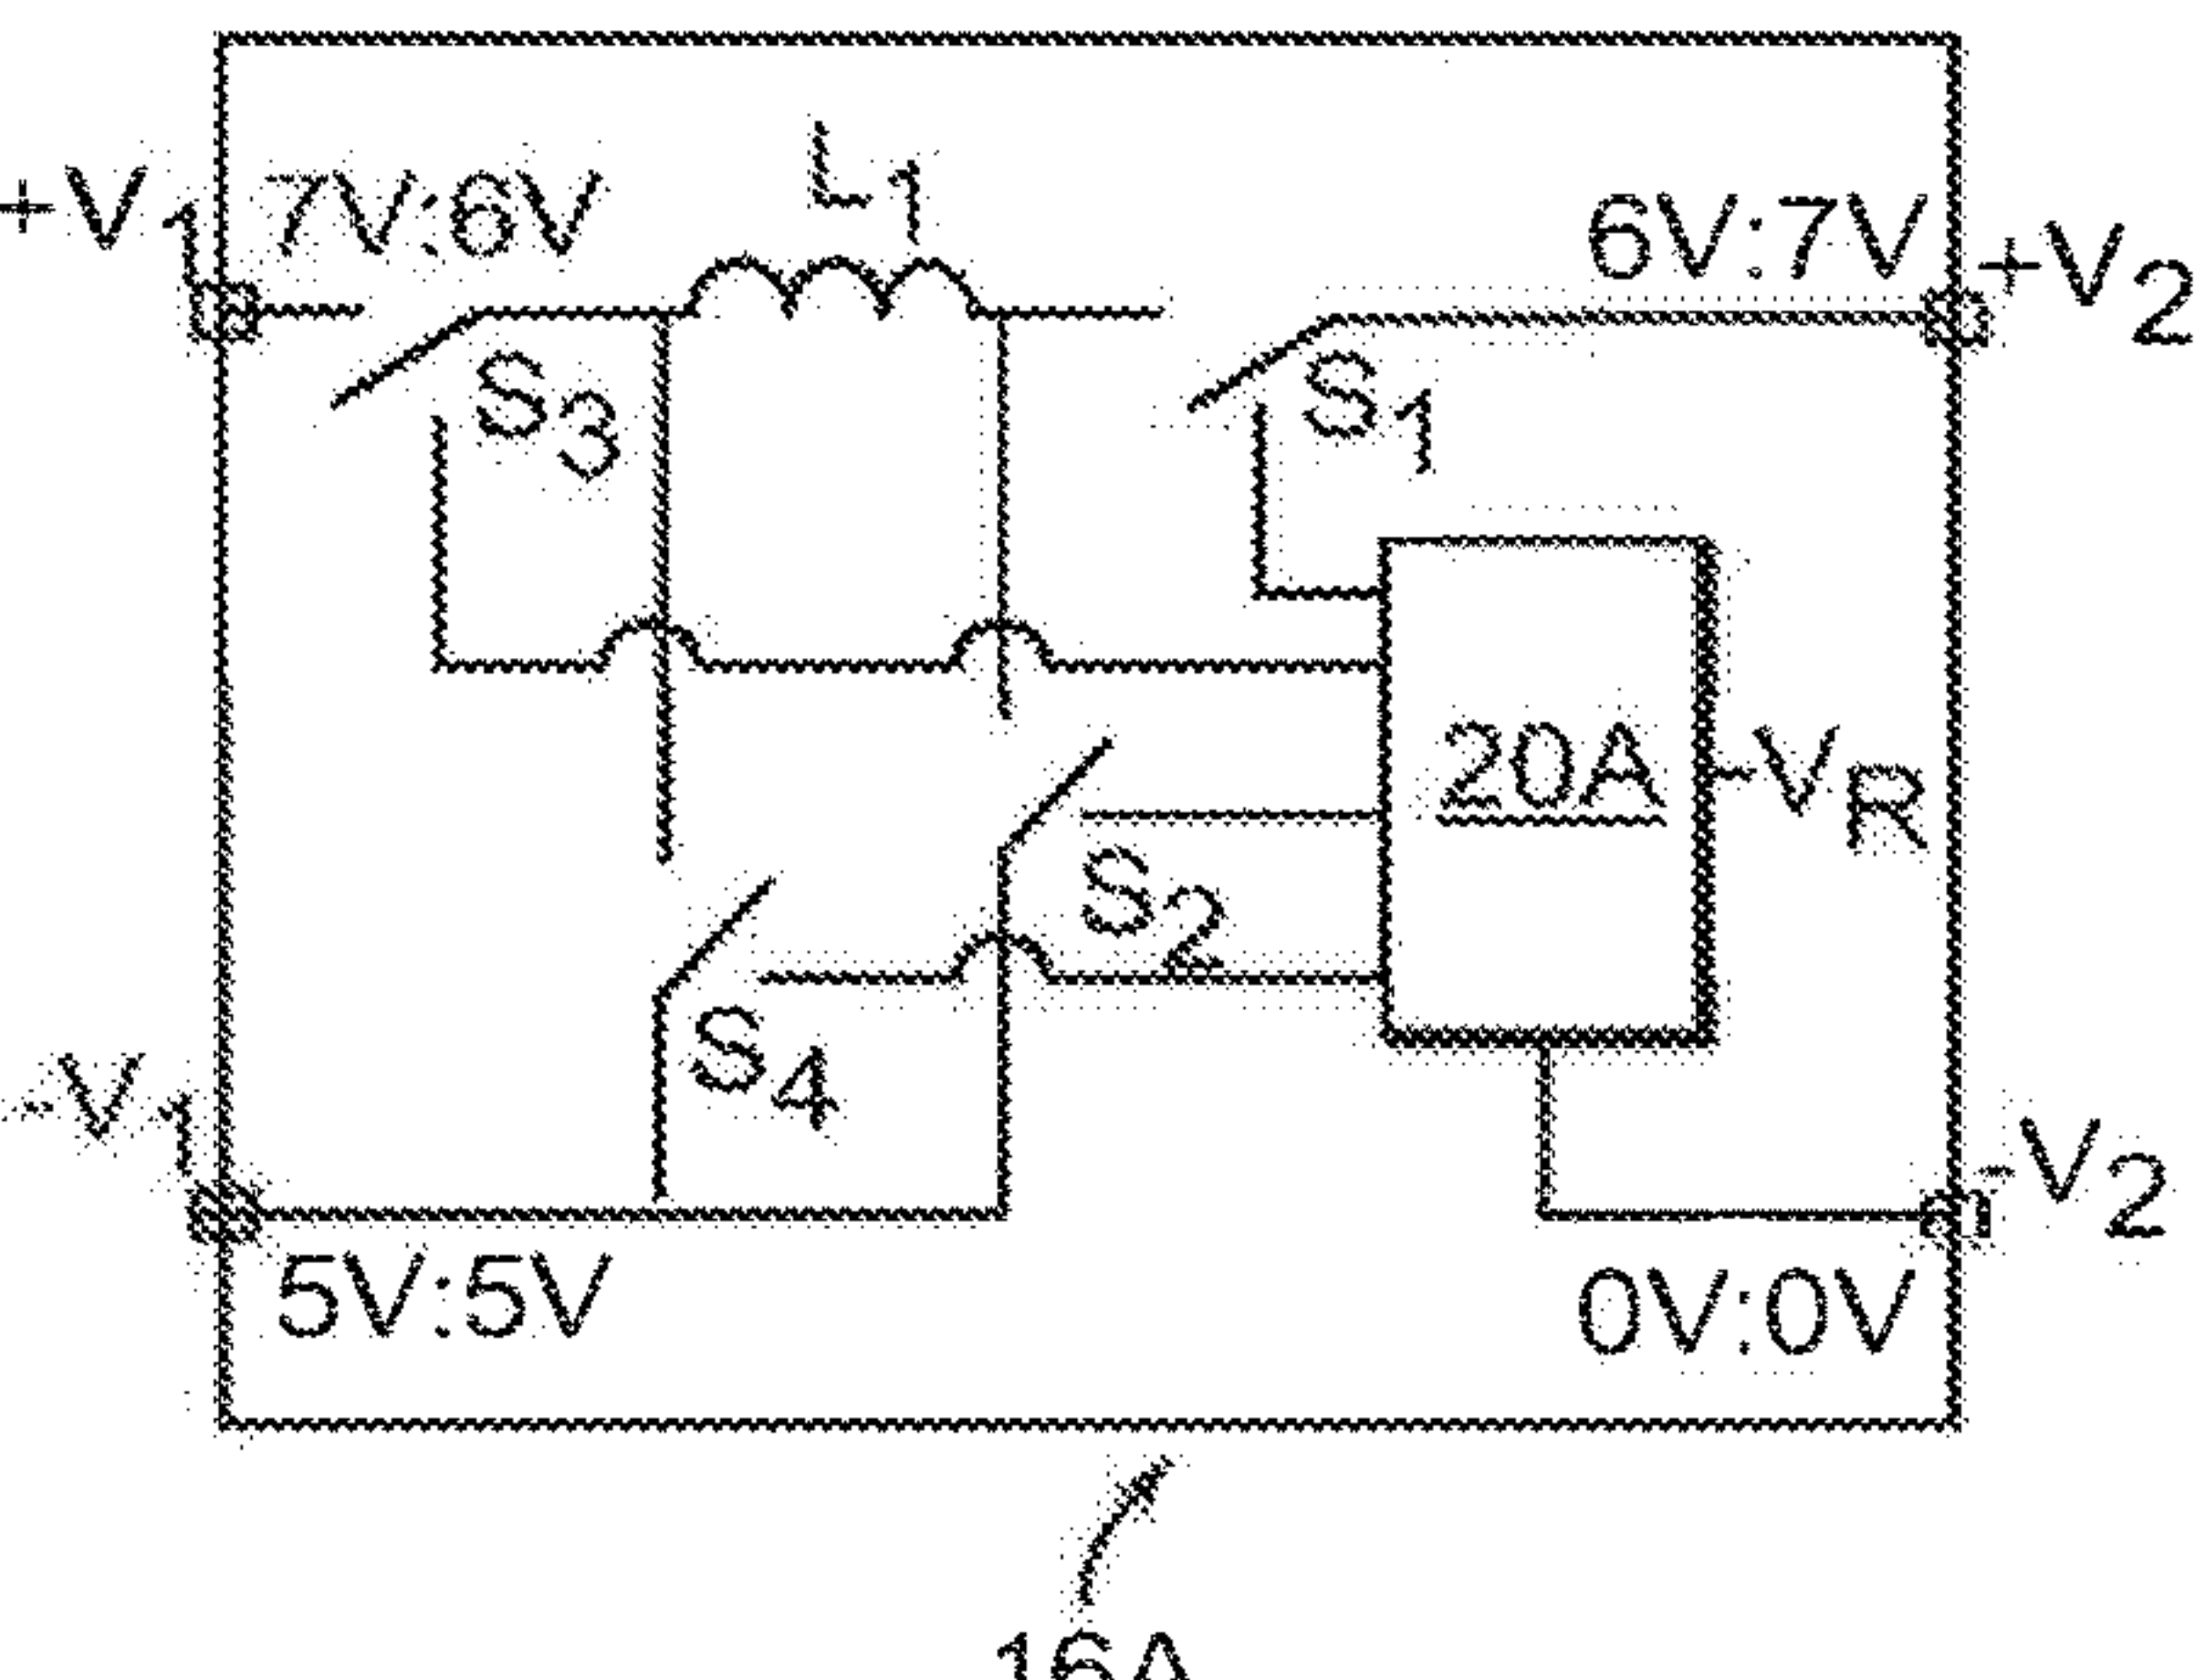 +V1
7V:6V
L1
6V:7V
+V2
S3
S1
20A
-VR
S2
S4
-V1
-V2
5V:5V
0V:0V
16A